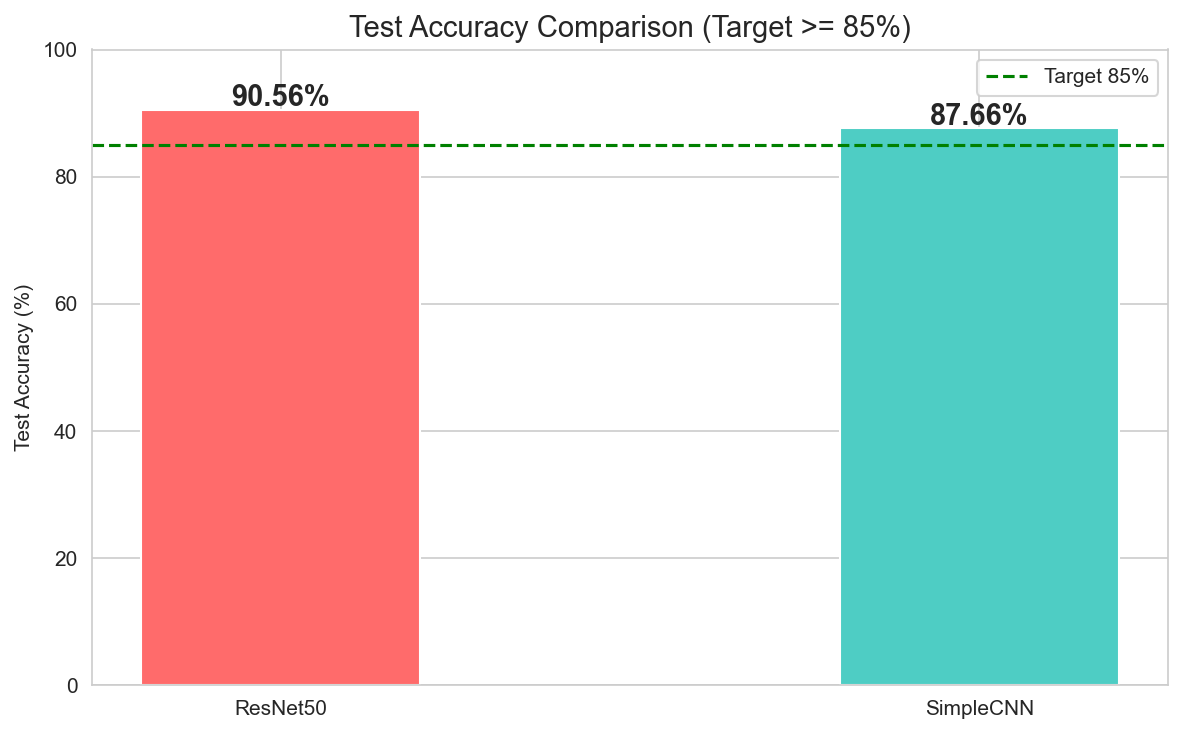 Test Accuracy Comparison (Target >= 85%)
Target 85%
90.56%
87.66%
Test Accuracy (%)
100
80
60
40
20
0
ResNet50
SimpleCNN